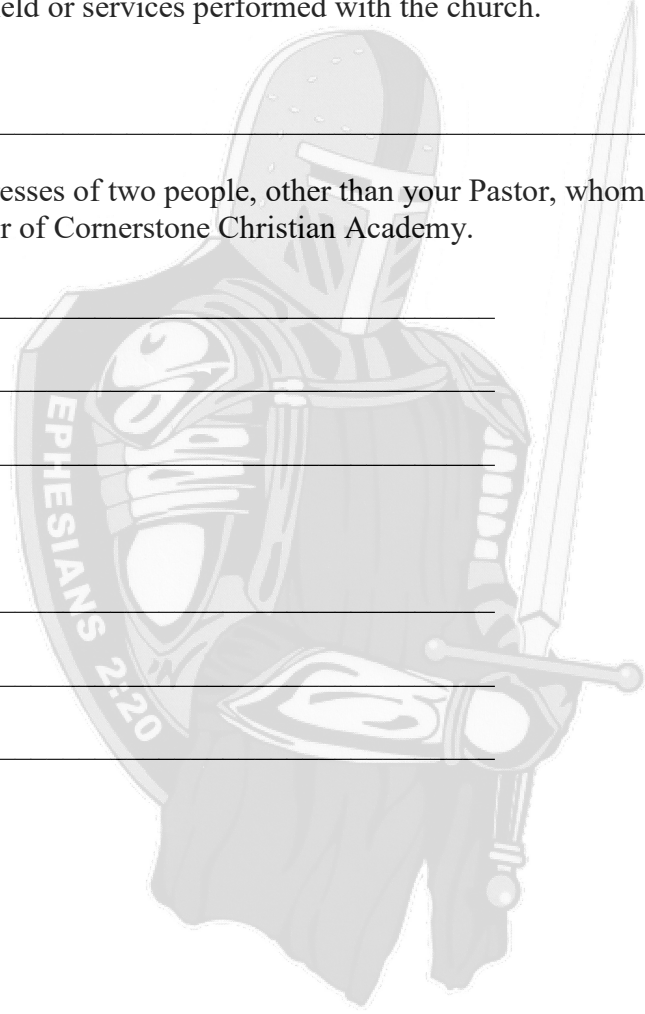 eld or services performed with the church.
esses of two people, other than your Pastor, whom
r of Cornerstone Christian Academy.
EPHESIANS 2:20